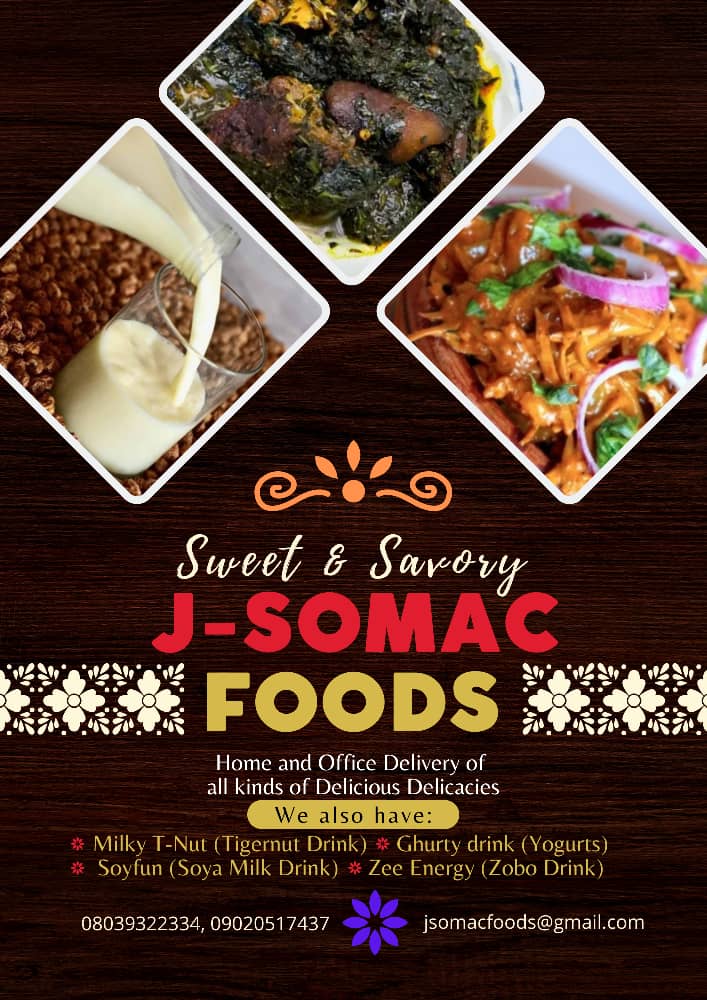 Sweet & Savory
J-SOMAC
FOODS
Home and Office Delivery of
all kinds of Delicious Delicacies
We also have:
Milky T-Nut (Tigernut Drink) Ghurty drink (Yogurts)
Soyfun (Soya Milk Drink) Zee Energy (Zobo Drink)
08039322334, 09020517437 jsomacfoods@gmail.com